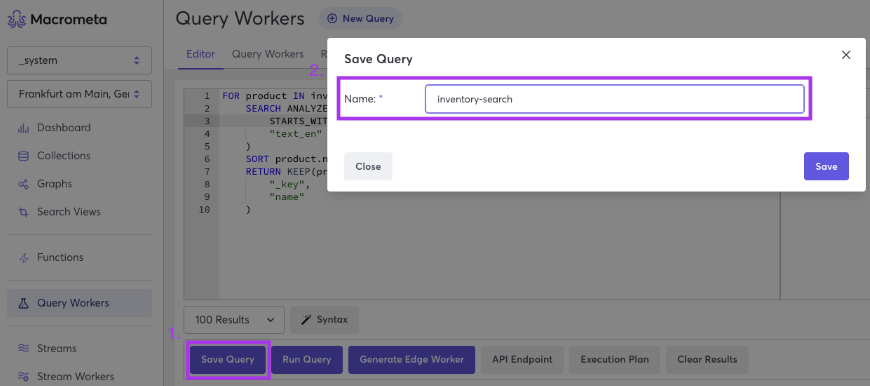 Macrometa
Query Workers
New Query
_system
Frankfurt am Main, Ger
Editor
Query Workers
R
2.
Save Query
Name: *
inventory-search
Close
Save
Dashboard
Collections
Graphs
Search Views
Functions
Query Workers
Streams
Stream Workers
1 FOR product IN inv
2 SEARCH ANALYZE
3 STARTS_WIT
4 "text_en"
5 )
6 SORT product.n
7 RETURN KEEP(pr
8 "_key",
9 "name"
10 )
100 Results
Syntax
1.
Save Query
Run Query
Generate Edge Worker
API Endpoint
Execution Plan
Clear Results